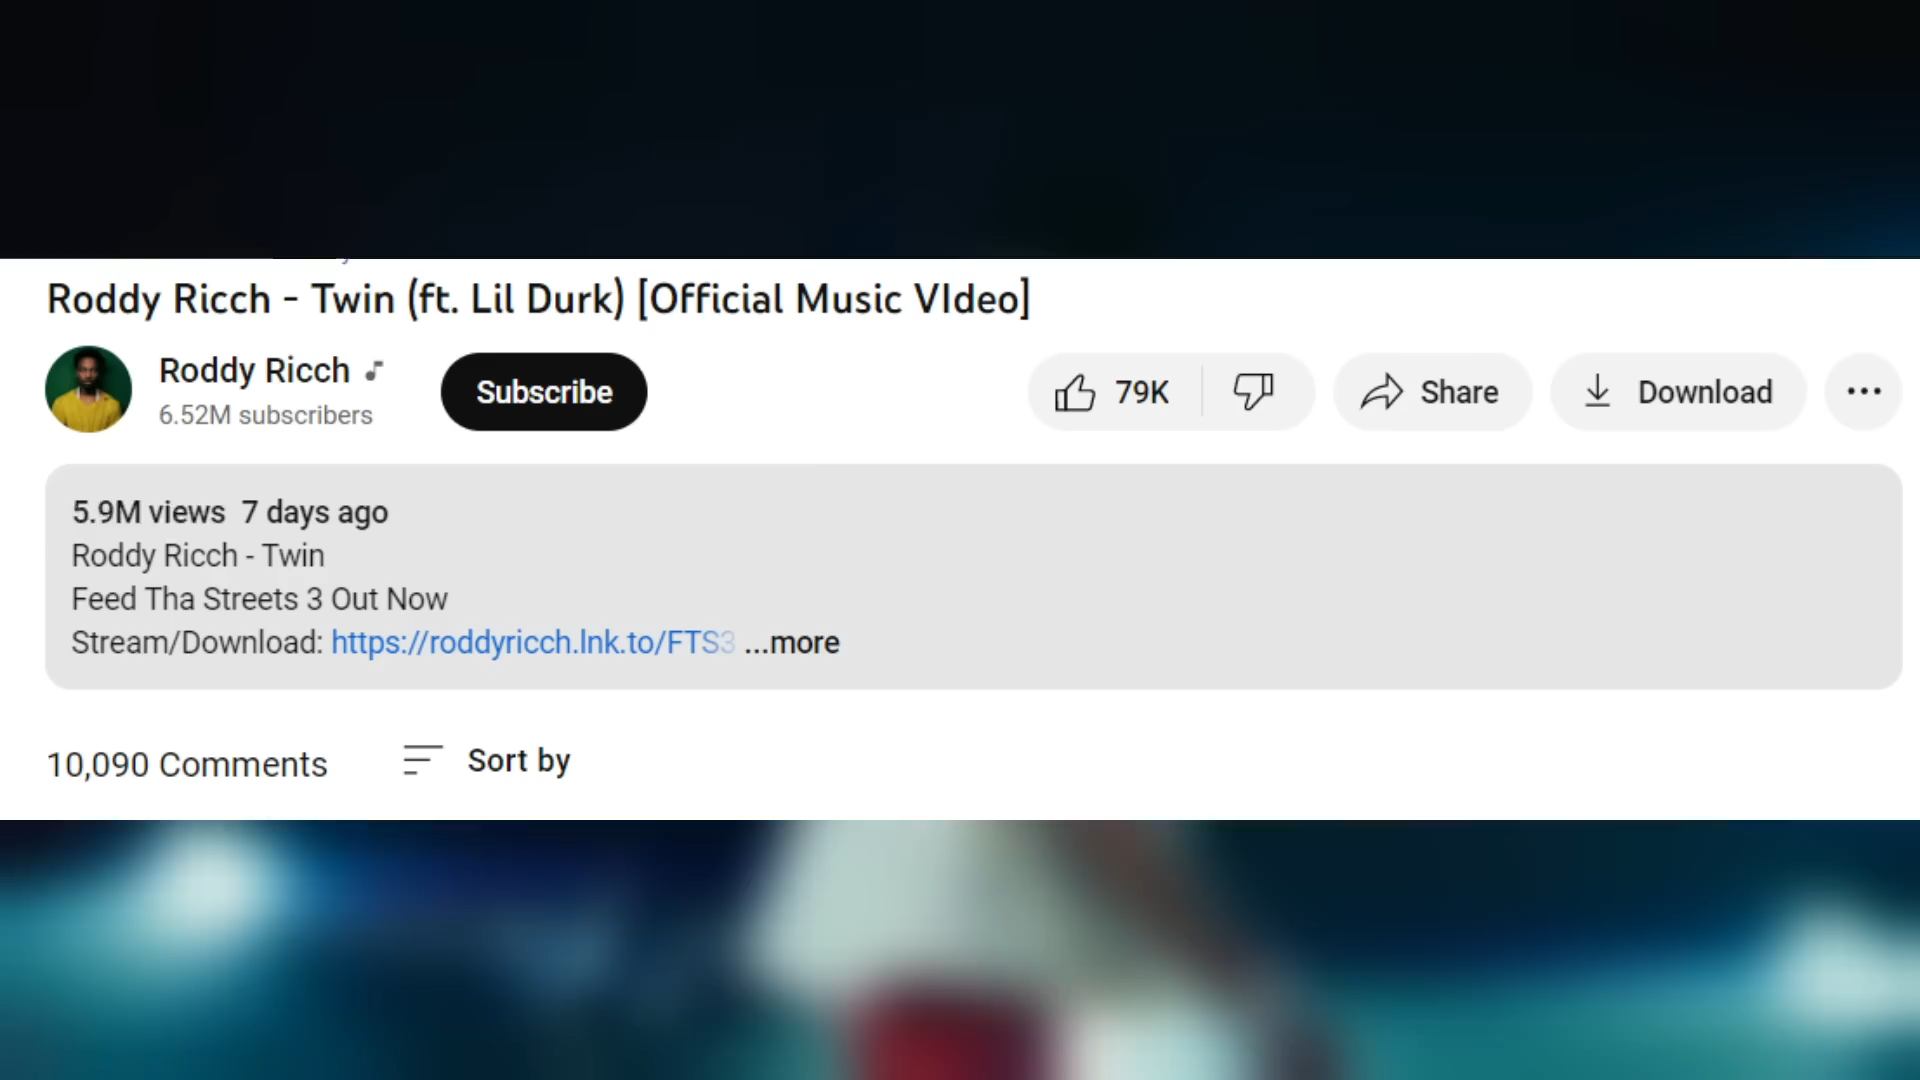 Roddy Ricch - Twin (ft. Lil Durk) [Official Music VIdeo]
Roddy Ricch
6.52M subscribers
Subscribe
79K
Share
Download
5.9M views 7 days ago
Roddy Ricch - Twin
Feed Tha Streets 3 Out Now
Stream/Download: https://roddyricch.lnk.to/FTS3 ...more
10,090 Comments
Sort by